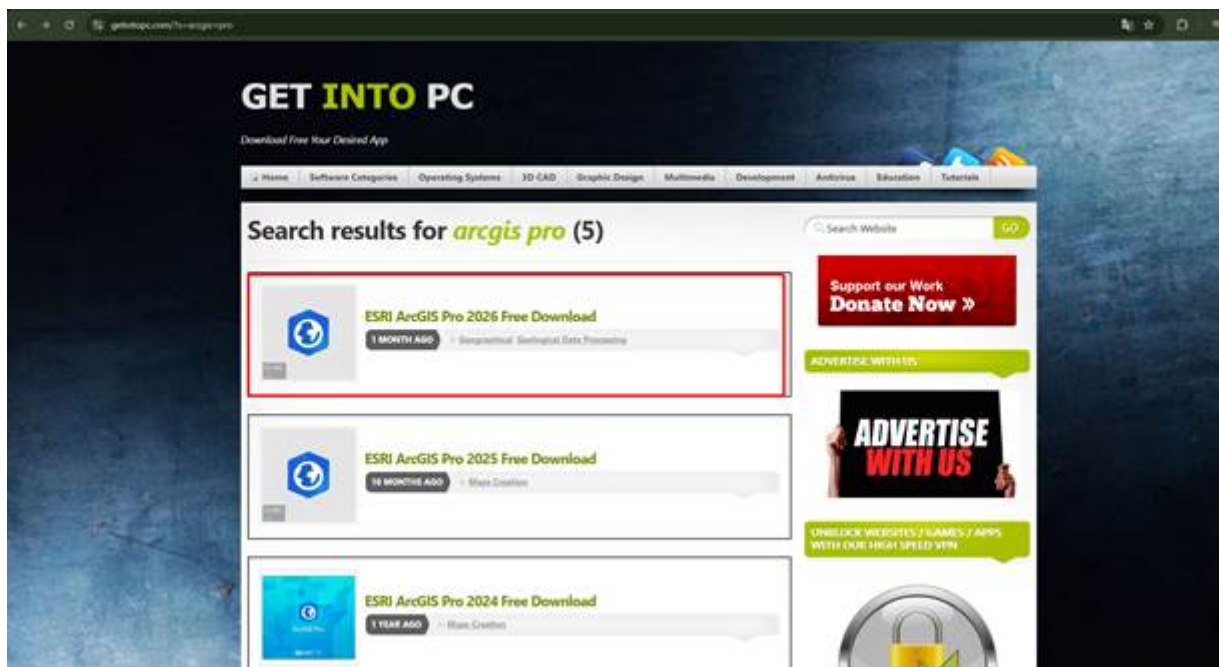 getintopc.com/?s=arcgis+pro
GET INTO PC
Download Free Your Desired App
Home Software Categories Operating Systems 3D CAD Graphic Design Multimedia Development Antivirus Education Tutorials
Search results for arcgis pro (5)
Search Website GO
ESRI ArcGIS Pro 2026 Free Download
1 MONTH AGO Geographical Geological Data Processing
Support our Work
Donate Now »
ADVERTISE WITH US
ADVERTISE
WITH US
ESRI ArcGIS Pro 2025 Free Download
10 MONTHS AGO Maps Creation
UNBLOCK WEBSITES / GAMES / APPS
WITH OUR HIGH SPEED VPN
ESRI ArcGIS Pro 2024 Free Download
1 YEAR AGO Maps Creation